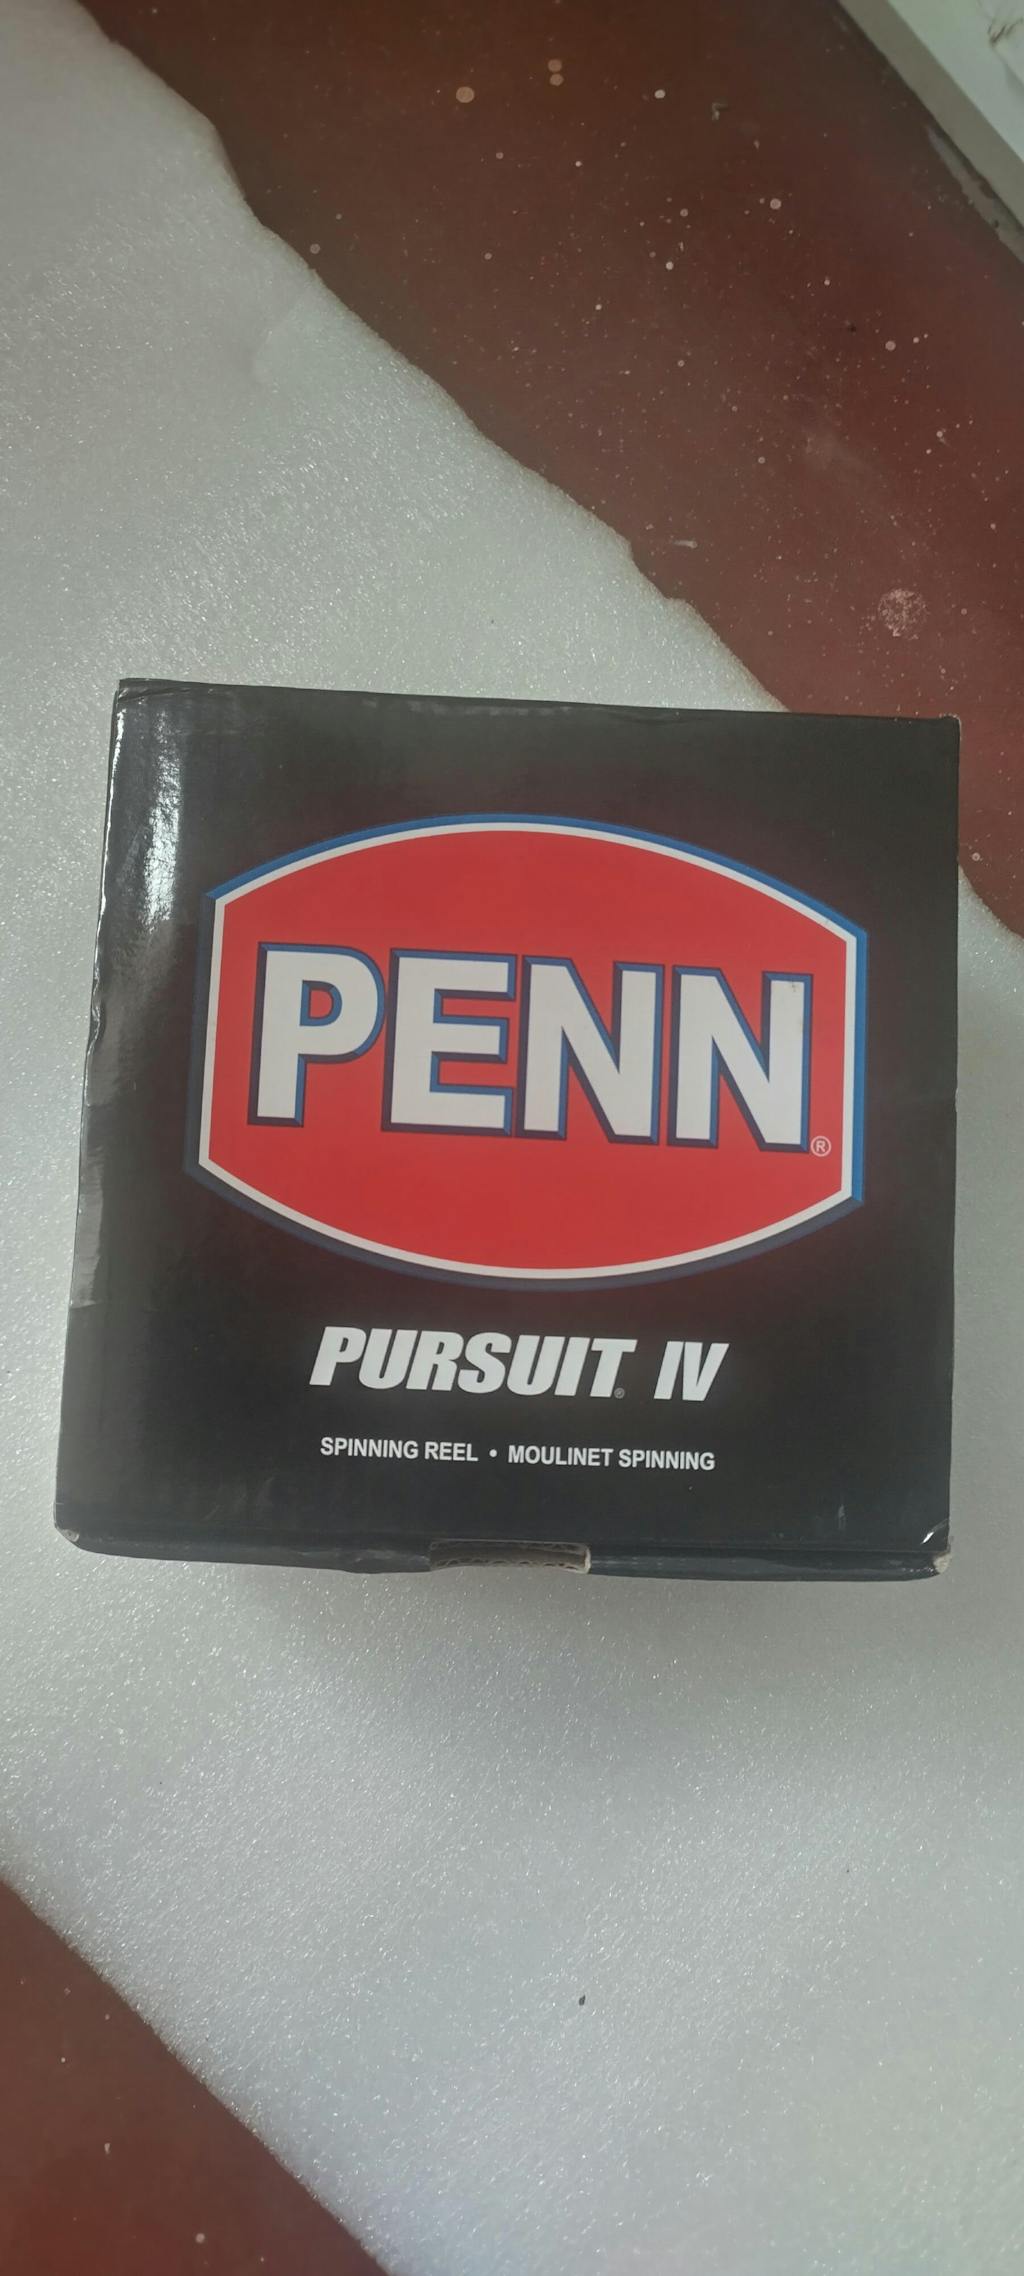 PENN®
PURSUIT® IV
SPINNING REEL • MOULINET SPINNING